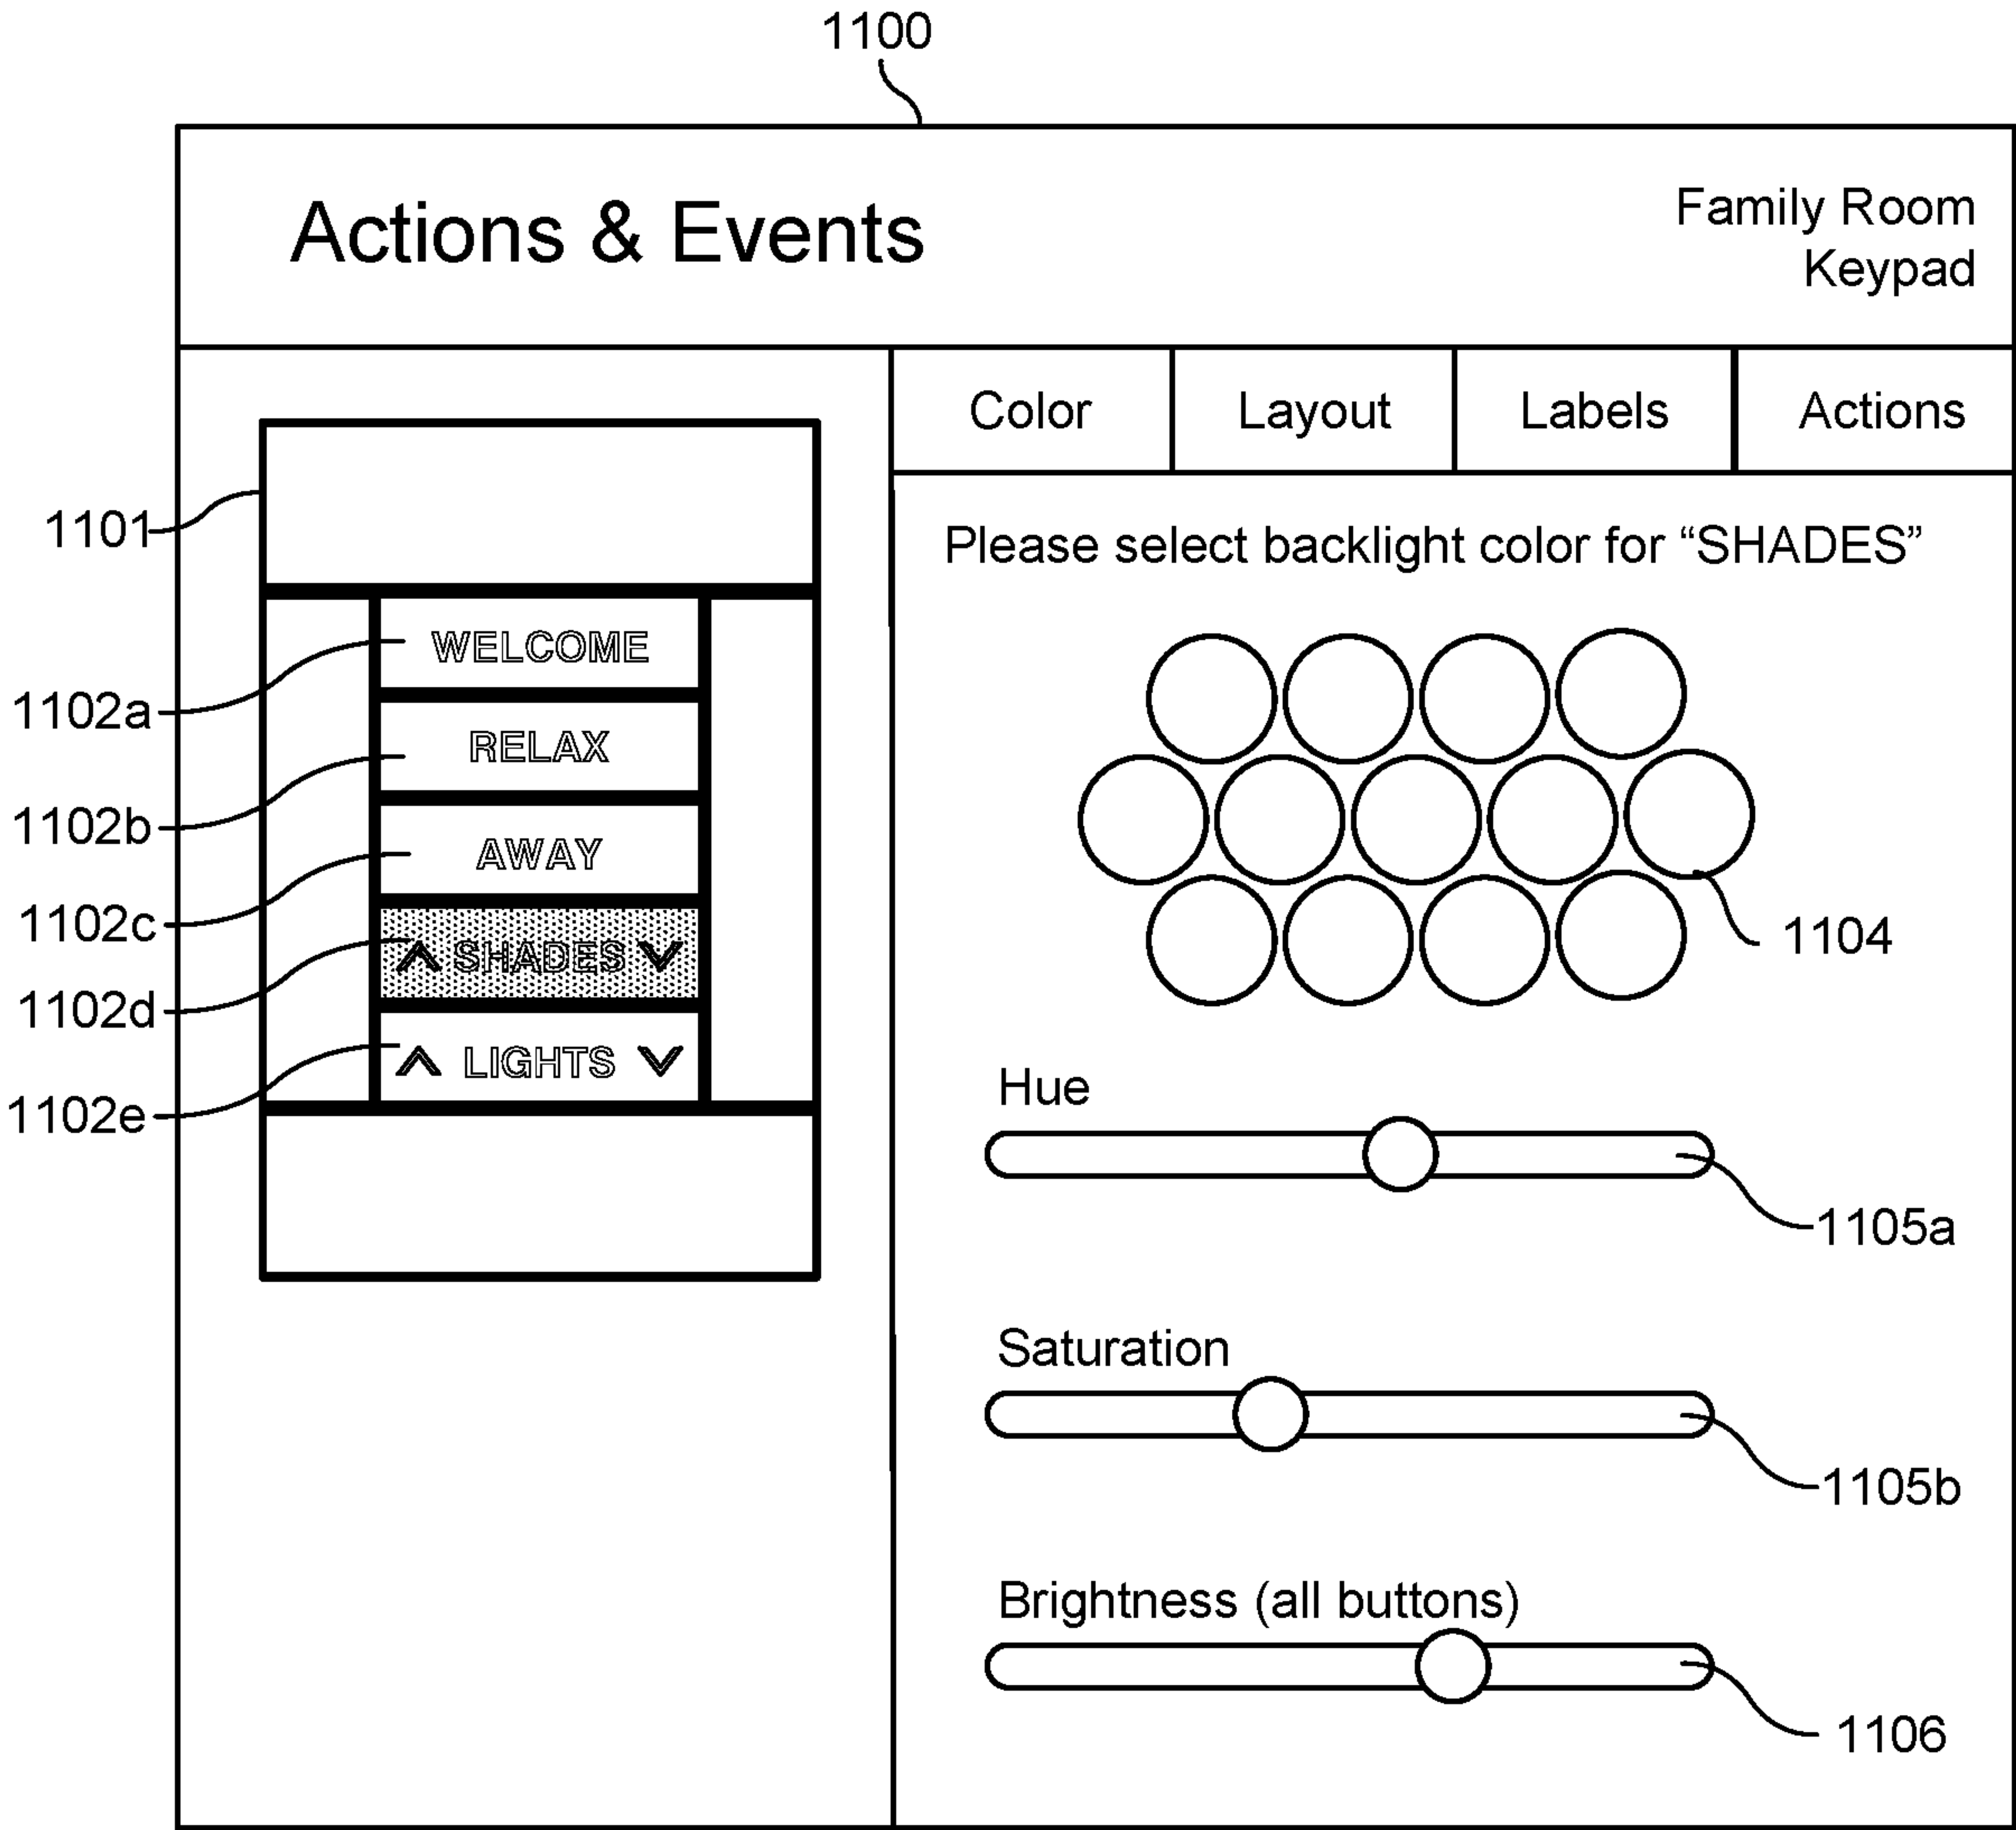 1100
Actions & Events
Family Room
Keypad
Color
Layout
Labels
Actions
1101
Please select backlight color for “SHADES”
WELCOME
1102a
RELAX
1102b
AWAY
1102c
SHADES
1102d
LIGHTS
1102e
1104
Hue
1105a
Saturation
1105b
Brightness (all buttons)
1106